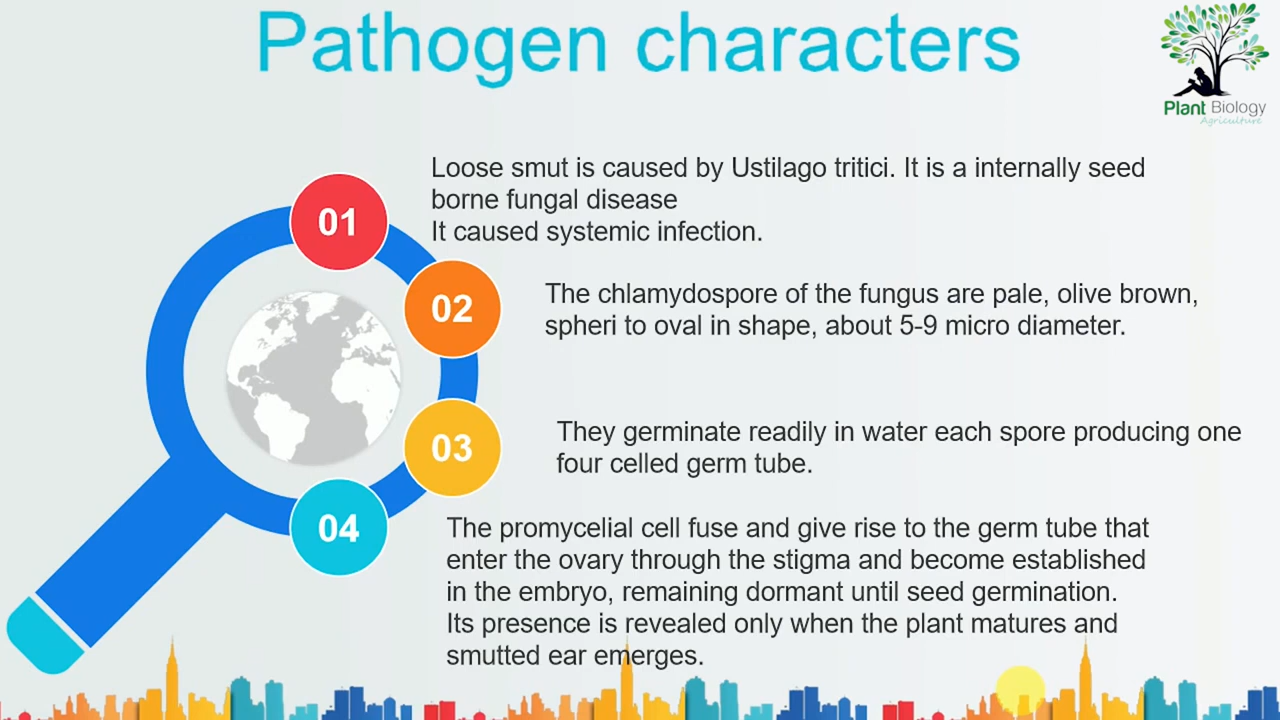 Pathogen characters
Plant Biology
Agriculture
01
Loose smut is caused by Ustilago tritici. It is a internally seed
borne fungal disease
It caused systemic infection.
02
The chlamydospore of the fungus are pale, olive brown,
spheri to oval in shape, about 5-9 micro diameter.
03
They germinate readily in water each spore producing one
four celled germ tube.
04
The promycelial cell fuse and give rise to the germ tube that
enter the ovary through the stigma and become established
in the embryo, remaining dormant until seed germination.
Its presence is revealed only when the plant matures and
smutted ear emerges.